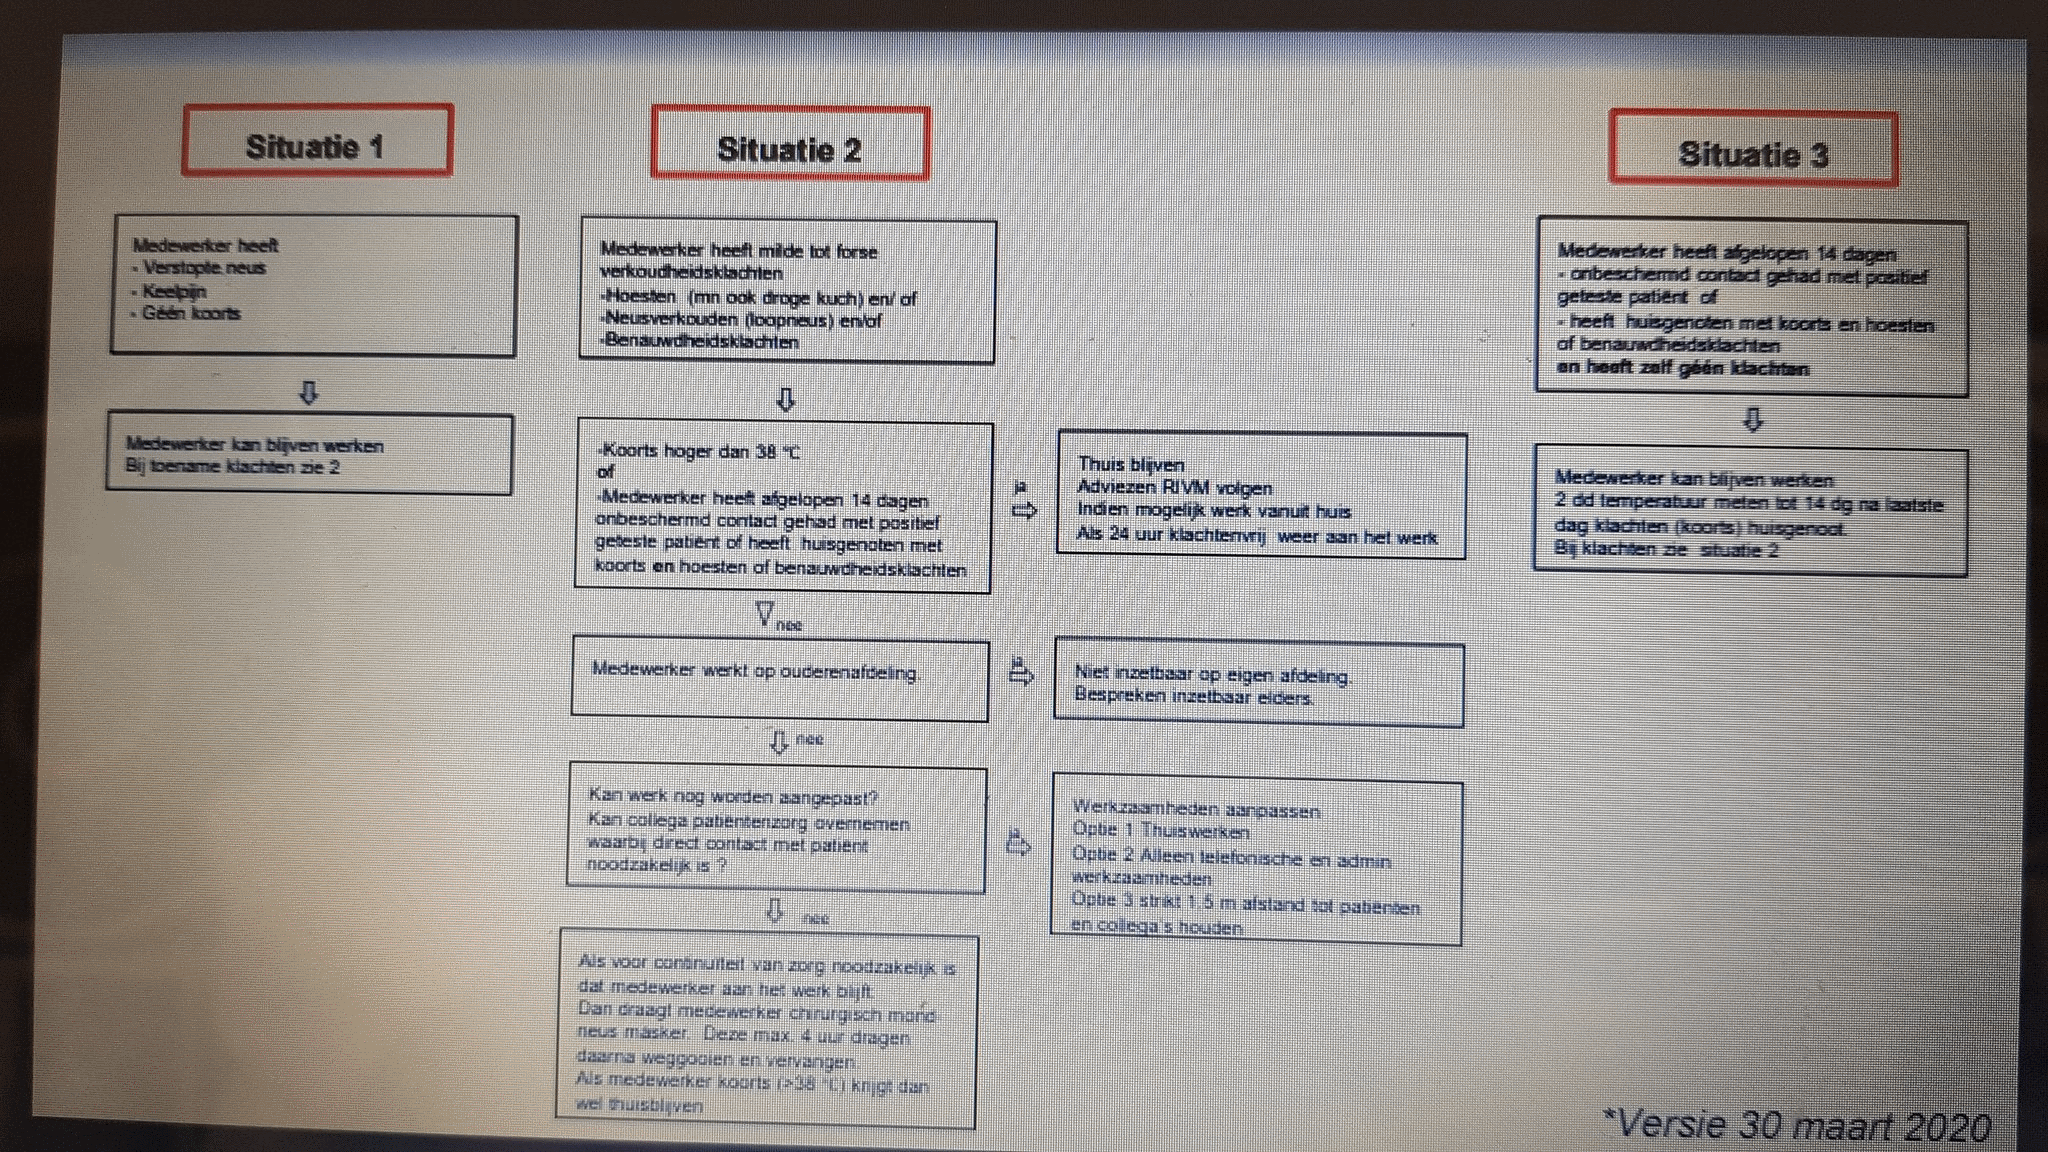 Situatie 1
Medewerker heeft
- Verstopte neus
- Keelpijn
- Géén koorts
Medewerker kan blijven werken
Bij toename klachten zie 2
Situatie 2
Medewerker heeft milde tot forse
verkoudheidsklachten
-Hoesten (mn ook droge kuch) en/ of
-Neusverkouden (loopneus) en/of
-Benauwdheidsklachten
-Koorts hoger dan 38 °C
of
-Medewerker heeft afgelopen 14 dagen
onbeschermd contact gehad met positief
geteste patiënt of heeft huisgenoten met
koorts en hoesten of benauwdheidsklachten
ja
Thuis blijven
Adviezen RIVM volgen
Indien mogelijk werk vanuit huis
Als 24 uur klachtenvrij weer aan het werk
nee
Medewerker werkt op ouderenafdeling.
ja
Niet inzetbaar op eigen afdeling.
Bespreken inzetbaar elders.
nee
Kan werk nog worden aangepast?
Kan collega patiëntenzorg overnemen
waarbij direct contact met patiënt
noodzakelijk is ?
ja
Werkzaamheden aanpassen
Optie 1 Thuiswerken
Optie 2 Alleen telefonische en admin
werkzaamheden
Optie 3 strikt 1.5 m afstand tot patiënten
en collega's houden
nee
Als voor continuïteit van zorg noodzakelijk is
dat medewerker aan het werk blijft.
Dan draagt medewerker chirurgisch mond-
neus masker. Deze max. 4 uur dragen
daarna weggooien en vervangen.
Als medewerker koorts (>38 °C) krijgt dan
wel thuisblijven
Situatie 3
Medewerker heeft afgelopen 14 dagen
- onbeschermd contact gehad met positief
geteste patiënt of
- heeft huisgenoten met koorts en hoesten
of benauwdheidsklachten
en heeft zelf géén klachten
Medewerker kan blijven werken
2 dd temperatuur meten tot 14 dg na laatste
dag klachten (koorts) huisgenoot.
Bij klachten zie situatie 2
*Versie 30 maart 2020